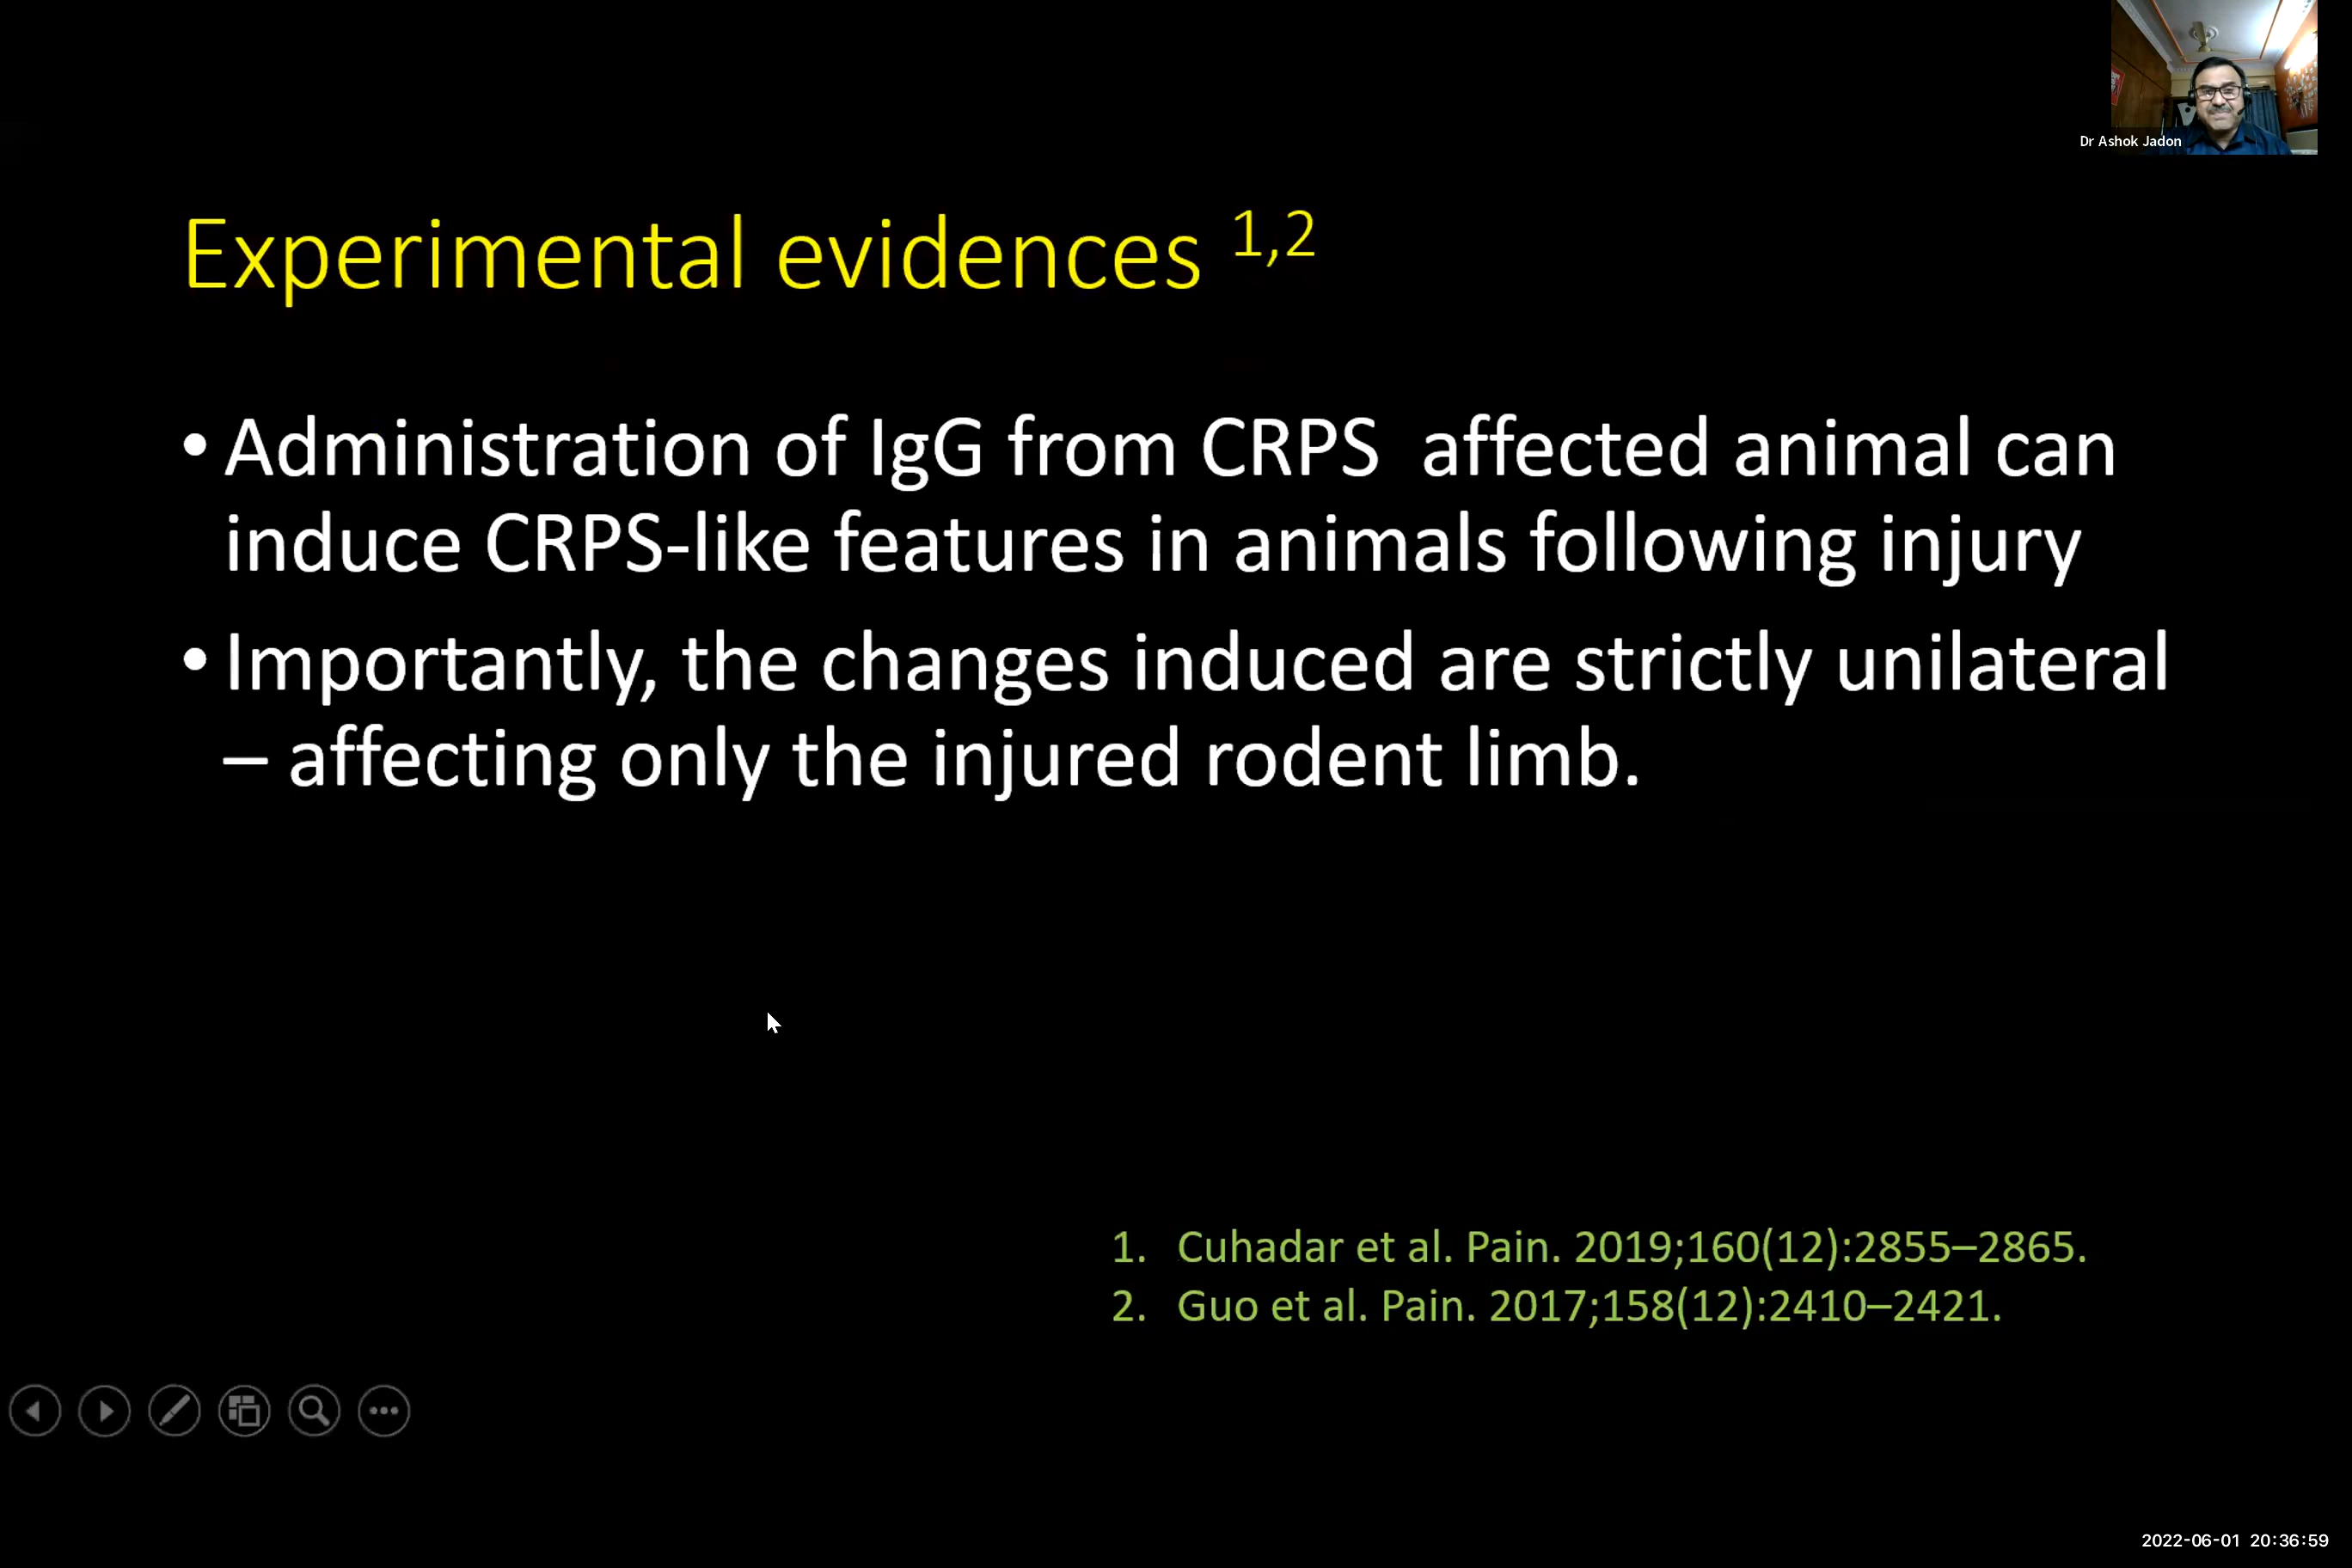 Dr Ashok Jadon
Experimental evidences 1,2
• Administration of IgG from CRPS  affected animal can
induce CRPS-like features in animals following injury
• Importantly, the changes induced are strictly unilateral
– affecting only the injured rodent limb.
1. Cuhadar et al. Pain. 2019;160(12):2855–2865.
2. Guo et al. Pain. 2017;158(12):2410–2421.
2022-06-01 20:36:59